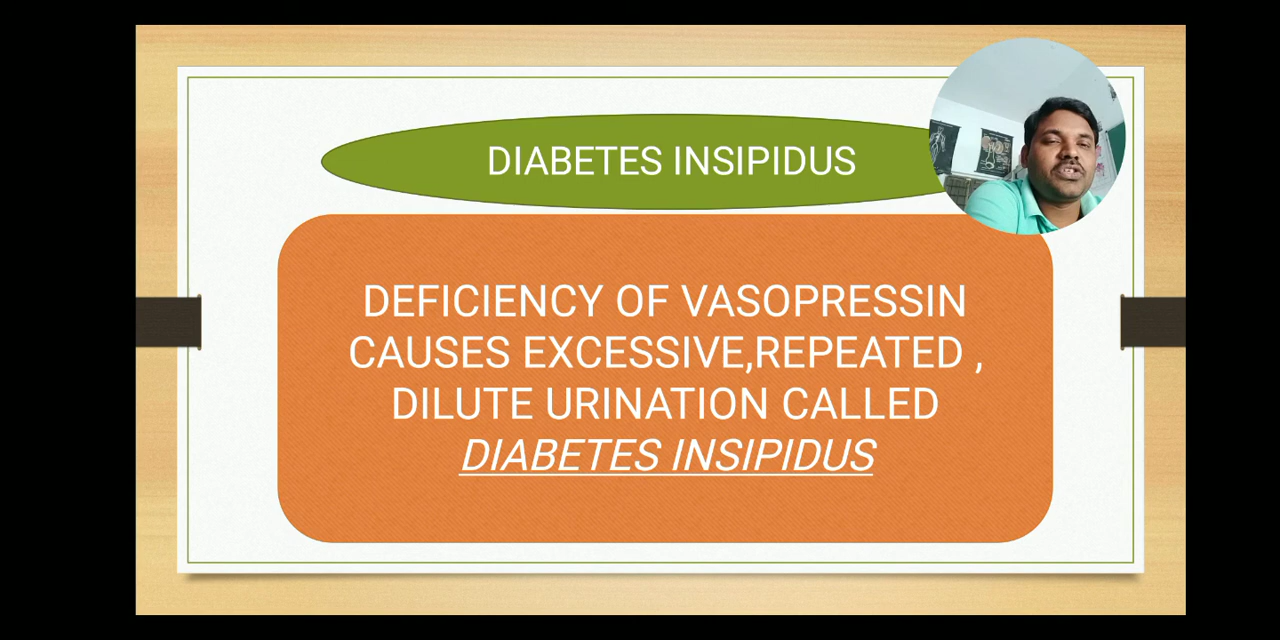 DIABETES INSIPIDUS
DEFICIENCY OF VASOPRESSIN
CAUSES EXCESSIVE,REPEATED ,
DILUTE URINATION CALLED
DIABETES INSIPIDUS